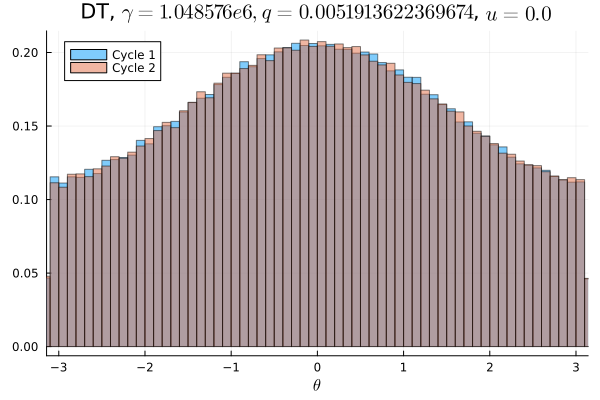 DT, γ = 1.048576e6, q = 0.0051913622369674, u = 0.0
Cycle 1
Cycle 2
0.20
0.15
0.10
0.05
0.00
−3 −2 −1 0 1 2 3
θ